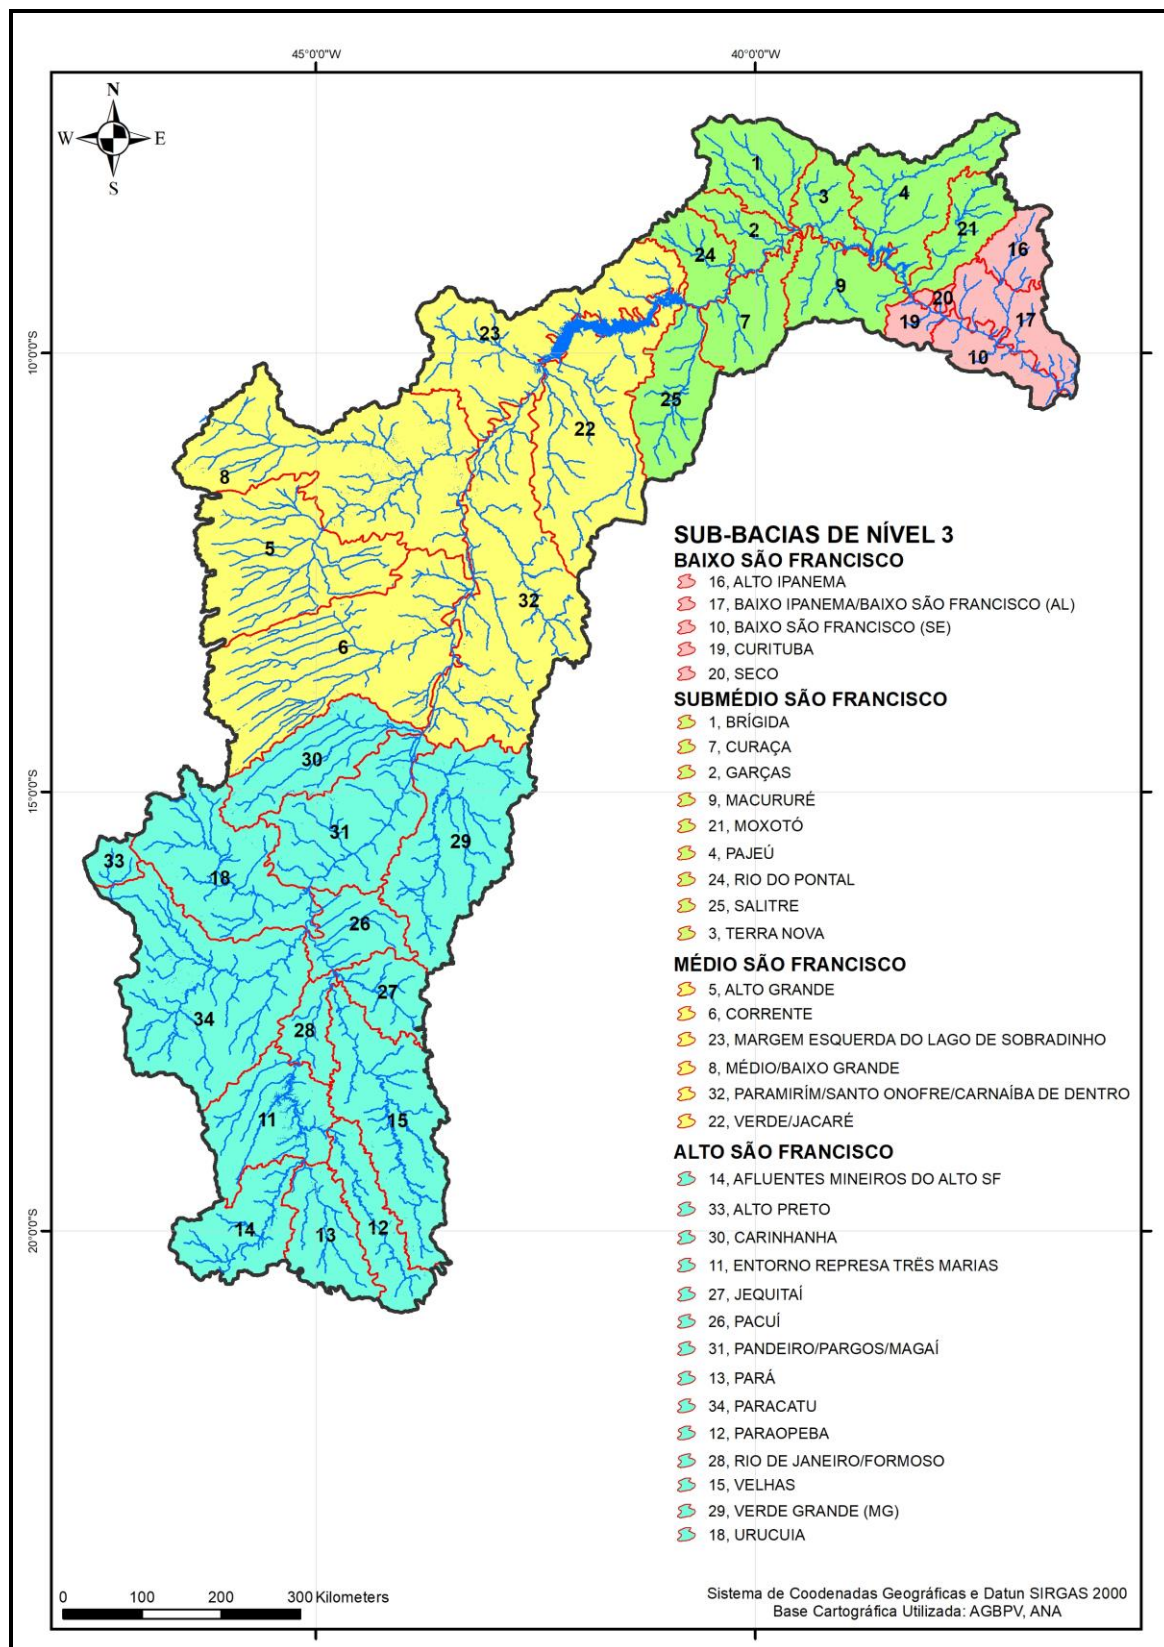 45°0'0"W
40°0'0"W
N
W
E
S
1
3
4
2
21
16
24
9
20
17
7
19
23
10
10°0'0"S
25
22
8
5
32
6
30
15°0'0"S
31
29
33
18
26
27
34
28
11
15
14
13
12
20°0'0"S
SUB-BACIAS DE NÍVEL 3
BAIXO SÃO FRANCISCO
16, ALTO IPANEMA
17, BAIXO IPANEMA/BAIXO SÃO FRANCISCO (AL)
10, BAIXO SÃO FRANCISCO (SE)
19, CURITUBA
20, SECO
SUBMÉDIO SÃO FRANCISCO
1, BRÍGIDA
7, CURAÇA
2, GARÇAS
9, MACURURÉ
21, MOXOTÓ
4, PAJEÚ
24, RIO DO PONTAL
25, SALITRE
3, TERRA NOVA
MÉDIO SÃO FRANCISCO
5, ALTO GRANDE
6, CORRENTE
23, MARGEM ESQUERDA DO LAGO DE SOBRADINHO
8, MÉDIO/BAIXO GRANDE
32, PARAMIRÍM/SANTO ONOFRE/CARNAÍBA DE DENTRO
22, VERDE/JACARÉ
ALTO SÃO FRANCISCO
14, AFLUENTES MINEIROS DO ALTO SF
33, ALTO PRETO
30, CARINHANHA
11, ENTORNO REPRESA TRÊS MARIAS
27, JEQUITAÍ
26, PACUÍ
31, PANDEIRO/PARGOS/MAGAÍ
13, PARÁ
34, PARACATU
12, PARAOPEBA
28, RIO DE JANEIRO/FORMOSO
15, VELHAS
29, VERDE GRANDE (MG)
18, URUCUIA
0 100 200 300 Kilometers
Sistema de Coodenadas Geográficas e Datun SIRGAS 2000
Base Cartográfica Utilizada: AGBPV, ANA